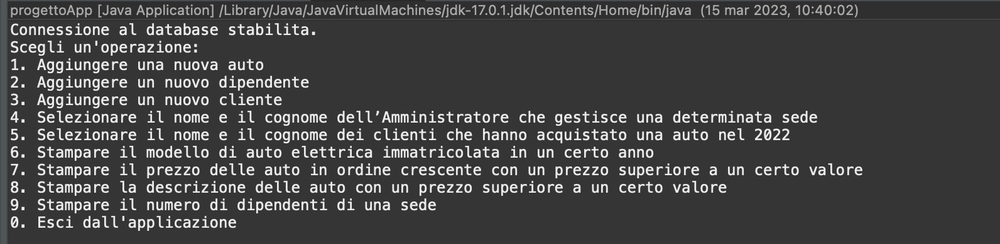 progettoApp [Java Application] /Library/Java/JavaVirtualMachines/jdk-17.0.1.jdk/Contents/Home/bin/java (15 mar 2023, 10:40:02)
Connessione al database stabilita.
Scegli un'operazione:
1. Aggiungere una nuova auto
2. Aggiungere un nuovo dipendente
3. Aggiungere un nuovo cliente
4. Selezionare il nome e il cognome dell’Amministratore che gestisce una determinata sede
5. Selezionare il nome e il cognome dei clienti che hanno acquistato una auto nel 2022
6. Stampare il modello di auto elettrica immatricolata in un certo anno
7. Stampare il prezzo delle auto in ordine crescente con un prezzo superiore a un certo valore
8. Stampare la descrizione delle auto con un prezzo superiore a un certo valore
9. Stampare il numero di dipendenti di una sede
0. Esci dall'applicazione